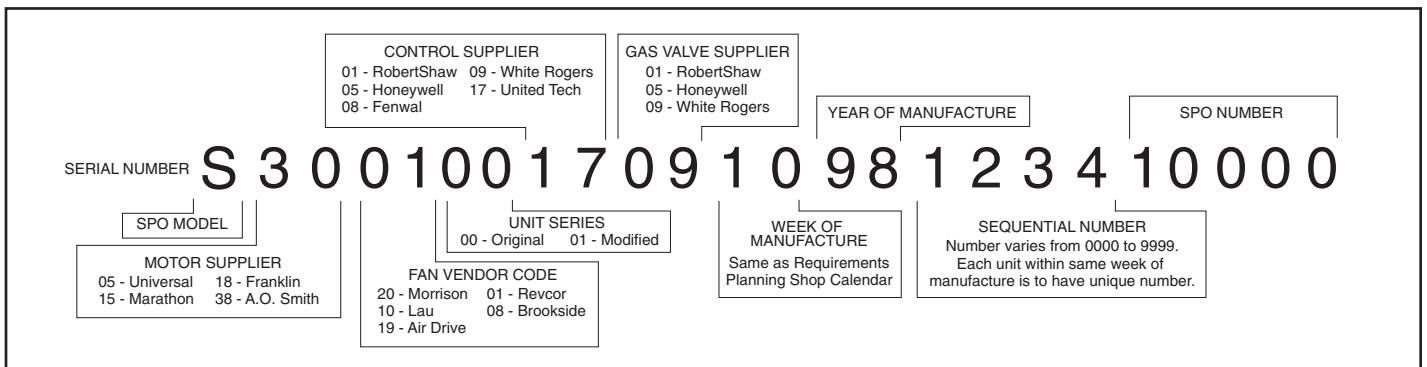 CONTROL SUPPLIER
01 - RobertShaw 09 - White Rogers
05 - Honeywell 17 - United Tech
08 - Fenwal
GAS VALVE SUPPLIER
01 - RobertShaw
05 - Honeywell
09 - White Rogers
YEAR OF MANUFACTURE
SPO NUMBER
SERIAL NUMBER S 3 0 0 1 0 0 1 7 0 9 1 0 9 8 1 2 3 4 1 0 0 0 0
SPO MODEL
MOTOR SUPPLIER
05 - Universal 18 - Franklin
15 - Marathon 38 - A.O. Smith
FAN VENDOR CODE
20 - Morrison 01 - Revcor
10 - Lau 08 - Brookside
19 - Air Drive
UNIT SERIES
00 - Original 01 - Modified
WEEK OF
MANUFACTURE
Same as Requirements
Planning Shop Calendar
SEQUENTIAL NUMBER
Number varies from 0000 to 9999.
Each unit within same week of
manufacture is to have unique number.